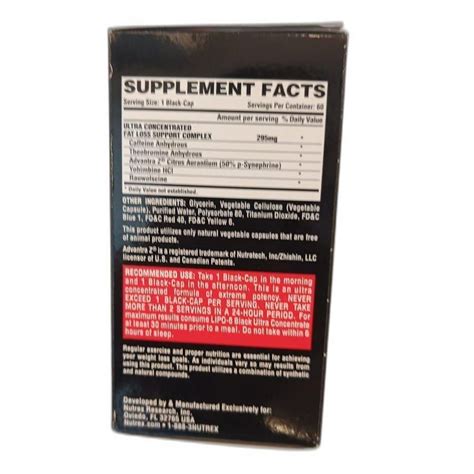 SUPPLEMENT FACTS
Serving Size: 1 Black-Cap Servings Per Container: 60
Amount per serving % Daily Value
ULTRA CONCENTRATED
FAT LOSS SUPPORT COMPLEX 295mg *
Caffeine Anhydrous *
Theobromine Anhydrous *
Advantra Z® Citrus Aurantium (50% p-Synephrine) *
Yohimbine HCl *
Rauwolscine *
* Daily Value not established.
OTHER INGREDIENTS: Glycerin, Vegetable Cellulose (Vegetable
Capsule), Purified Water, Polysorbate 80, Titanium Dioxide, FD&C
Blue 1, FD&C Red 40, FD&C Yellow 6.
This product utilizes only natural vegetable capsules that are free
of animal products.
Advantra Z® is a registered trademark of Nutratech, Inc/Zhishin, LLC
licensor of U.S. and Canadian Patents.
RECOMMENDED USE: Take 1 Black-Cap in the morning
and 1 Black-Cap in the afternoon. This is an ultra
concentrated formula of extreme potency. NEVER
EXCEED 1 BLACK-CAP PER SERVING. NEVER TAKE
MORE THAN 2 SERVINGS IN A 24-HOUR PERIOD. For
maximum results consume LIPO-6 Black Ultra Concentrate
at least 30 minutes prior to a meal. Do not take within 6
hours of sleep.
Regular exercise and proper nutrition are essential for achieving
your weight loss goals. As individuals vary so may results from
using this product. This product utilizes a combination of synthetic
and natural compounds.
Developed by & Manufactured Exclusively for:
Nutrex Research, Inc.
Oviedo, FL 32765 USA
Nutrex.com • 1-888-3NUTREX